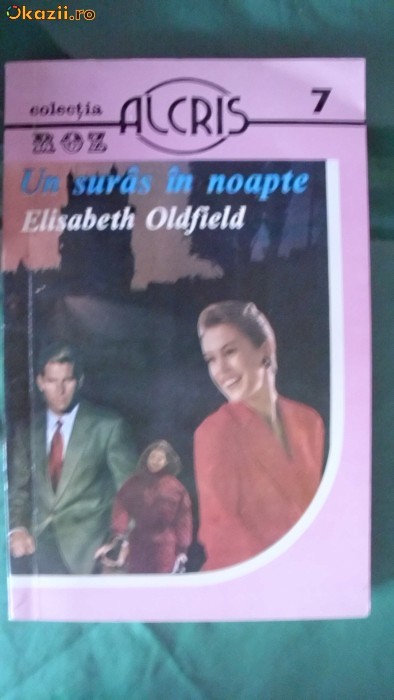 Okazii.ro
colecția
ALCRIS
7
ROZ
Un surâs în noapte
Elisabeth Oldfield